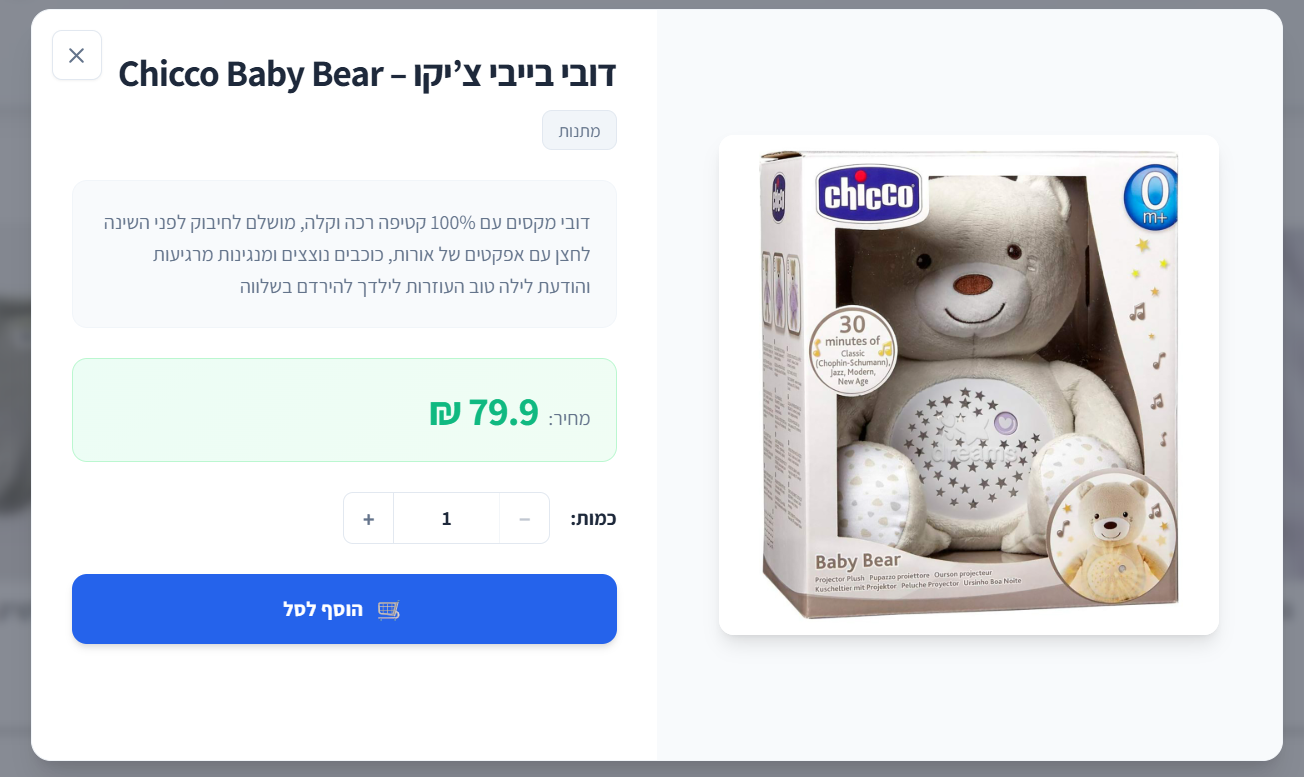 דובי בייבי צ’יקו – Chicco Baby Bear
מתנות
דובי מקסים עם 100% קטיפה רכה וקלה, מושלם לחיבוק לפני השינה
לחצן עם אפקטים של אורות, כוכבים נוצצים ומנגינות מרגיעות
והודעת לילה טוב העוזרות לילדך להירדם בשלווה
מחיר: 79.9 ₪
כמות: − 1 +
הוסף לסל
chicco
0
m+
30
minutes of
Classic
(Chophin-Schumann),
Jazz, Modern,
New Age
dreams
Baby Bear
Projector Plush · Pupazzo proiettore · Ourson projecteur
Kuscheltier mit Projektor · Peluche Proyector · Ursinho Boa Noite